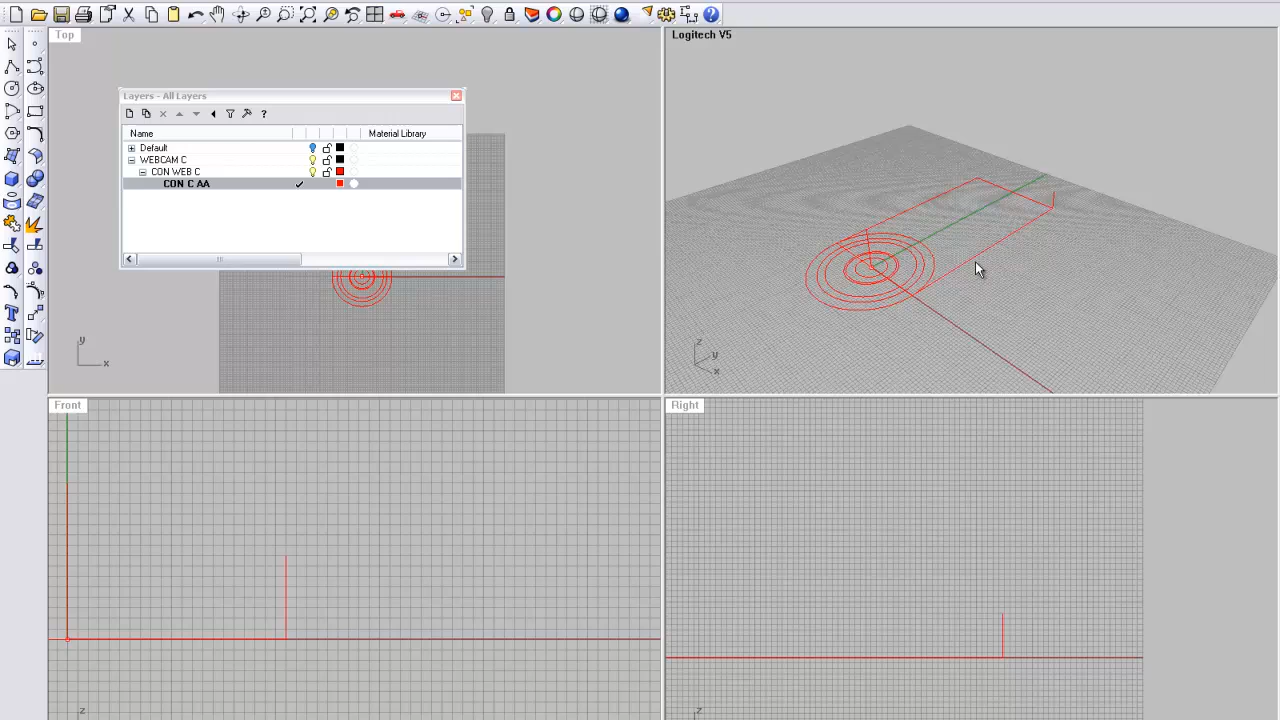 Top
Logitech V5
Layers - All Layers
?
Name
Material Library
Default
WEBCAM C
CON WEB C
CON C AA
y
x
z
y
x
Front
Right
z
z